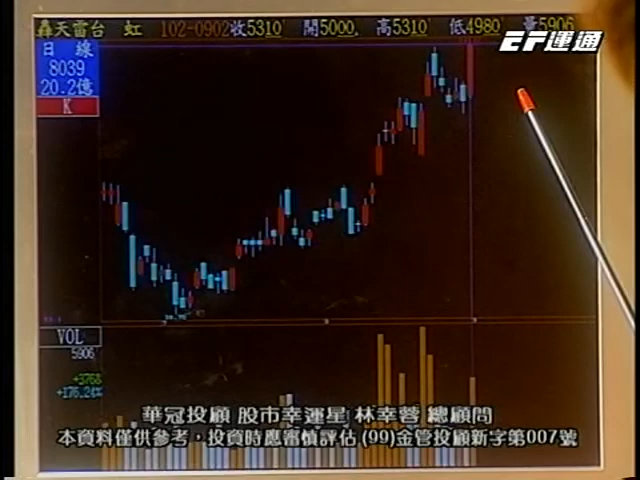 轟天雷台 虹 102-0902收5310 開5000 高5310 低4980 量5906
EF運通
日 線
8039
20.2億
K
VOL
5906
+3768
+176.24%
華冠投顧 股市幸運星 林幸蓉 總顧問
本資料僅供參考，投資時應審慎評估 (99)金管投顧新字第007號